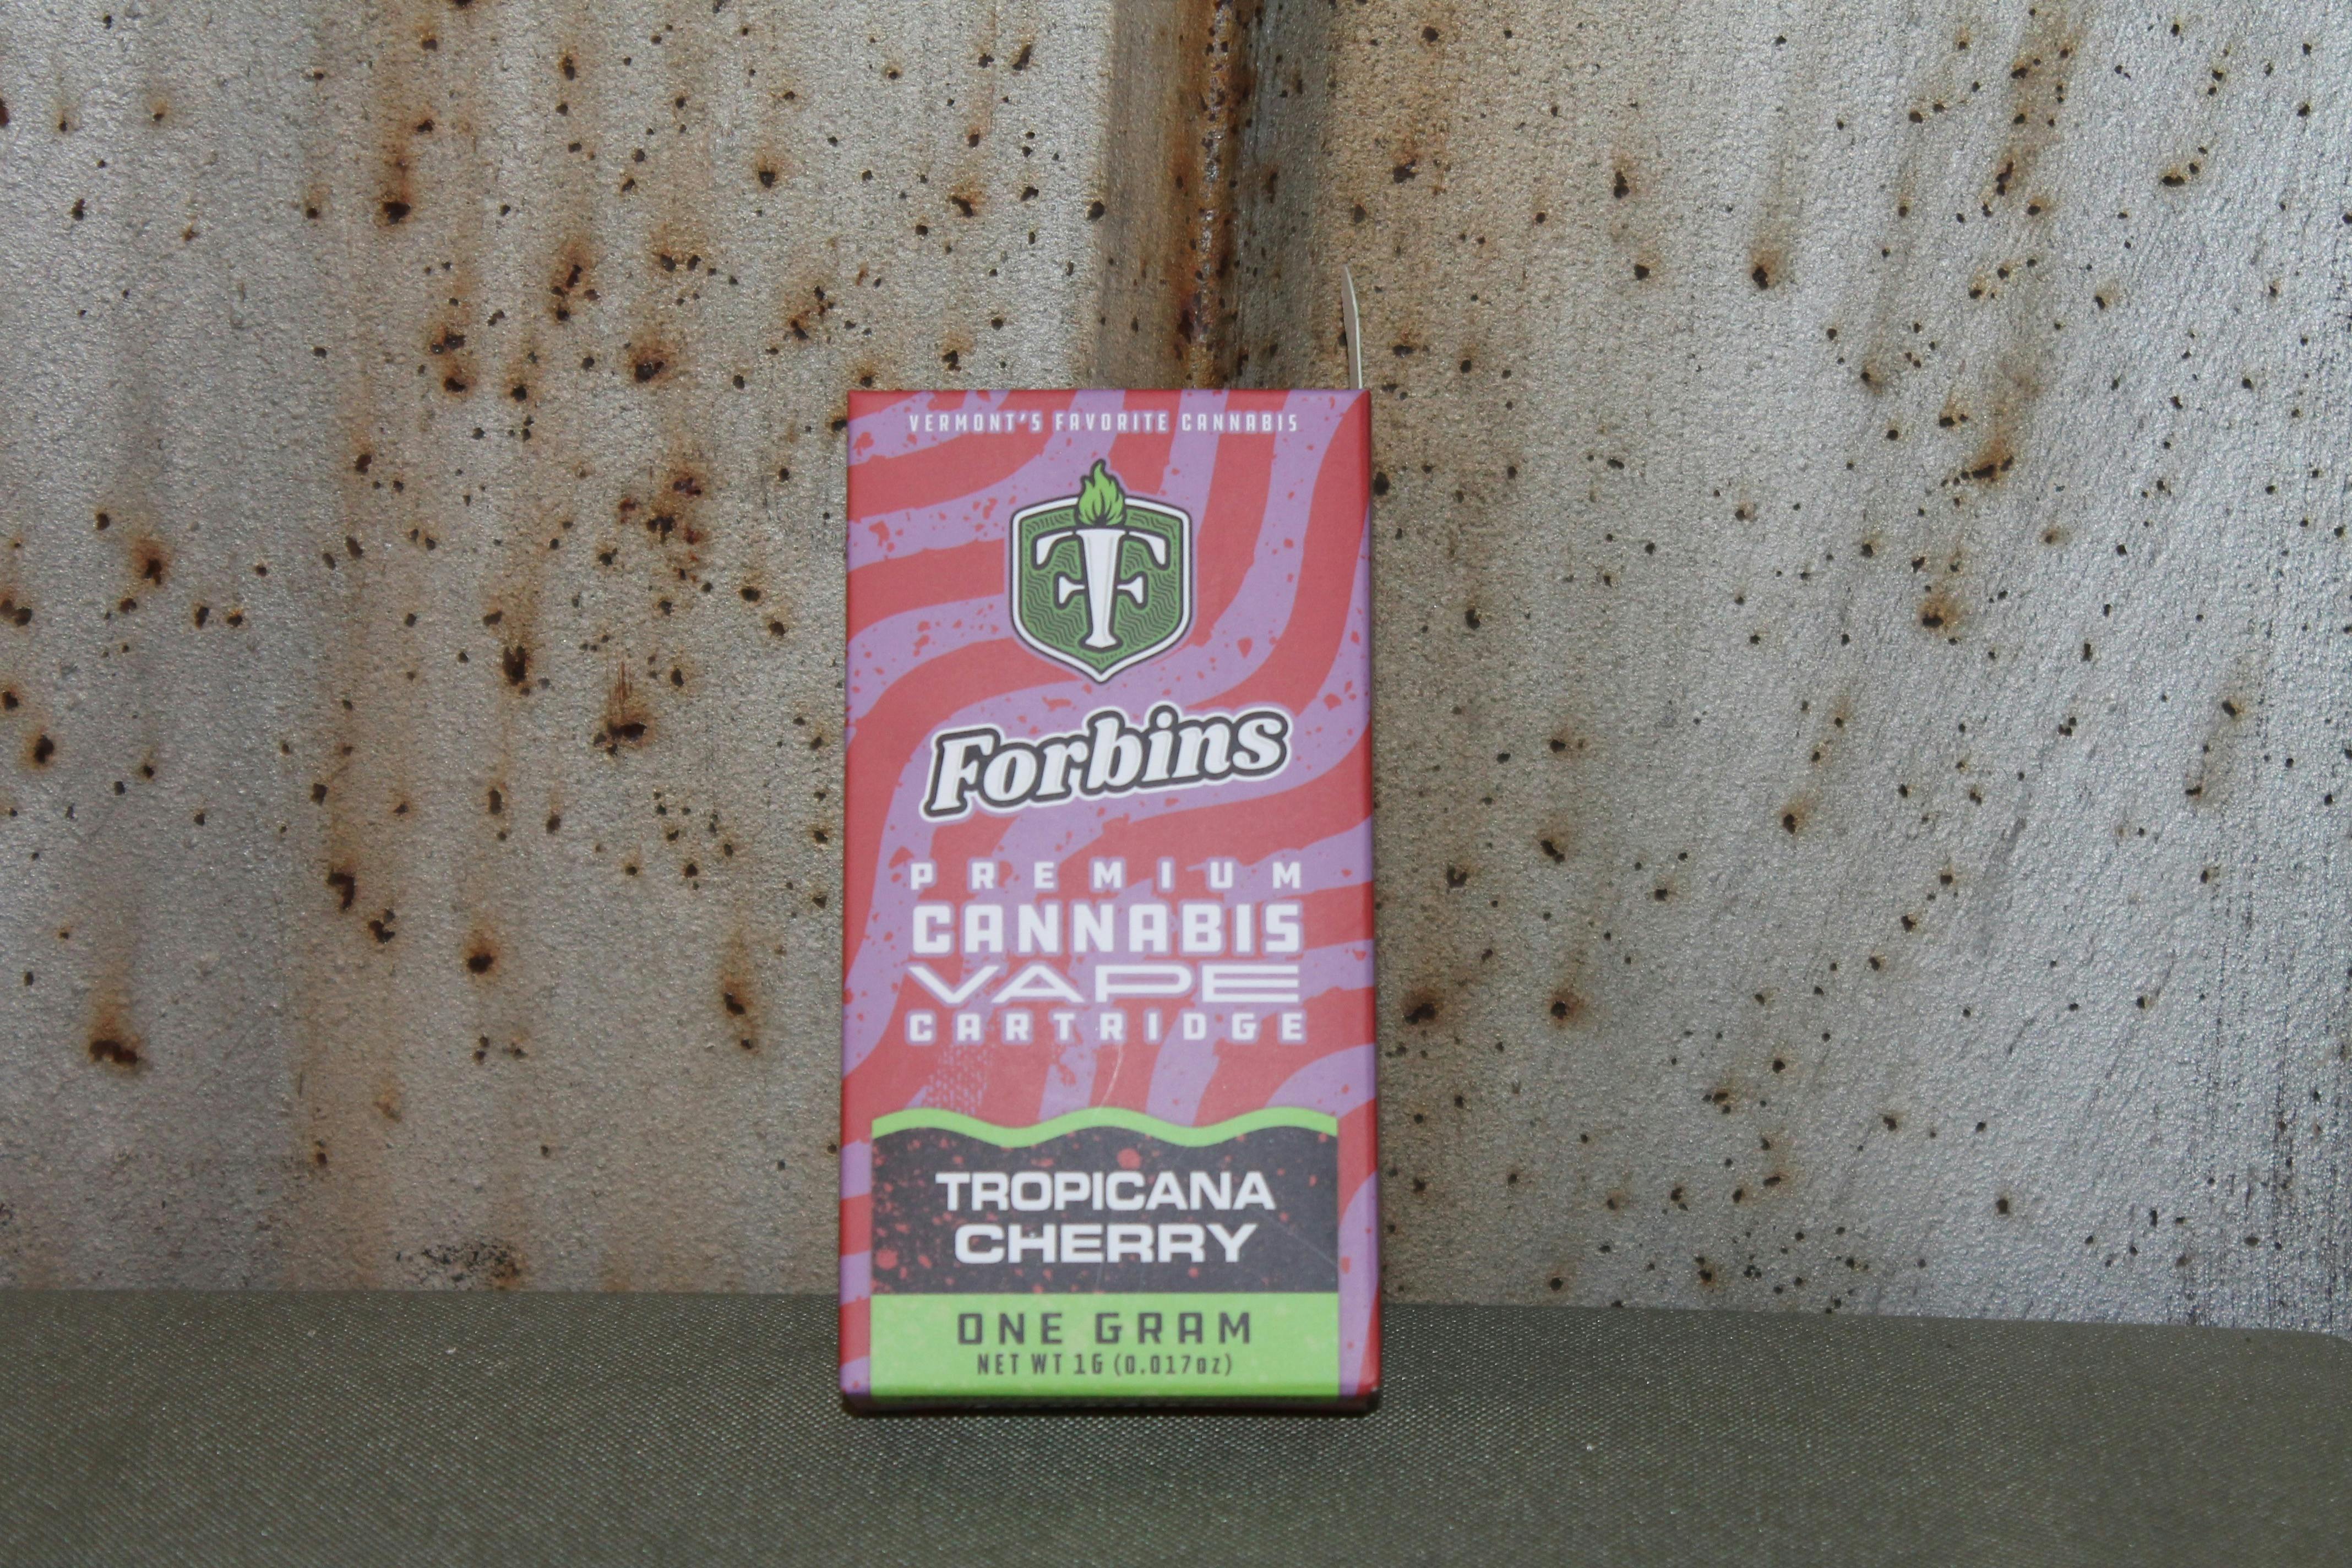 VERMONT'S FAVORITE CANNABIS
F
Forbins
PREMIUM
CANNABIS
VAPE
CARTRIDGE
TROPICANA
CHERRY
ONE GRAM
NET WT 1G (0.017oz)